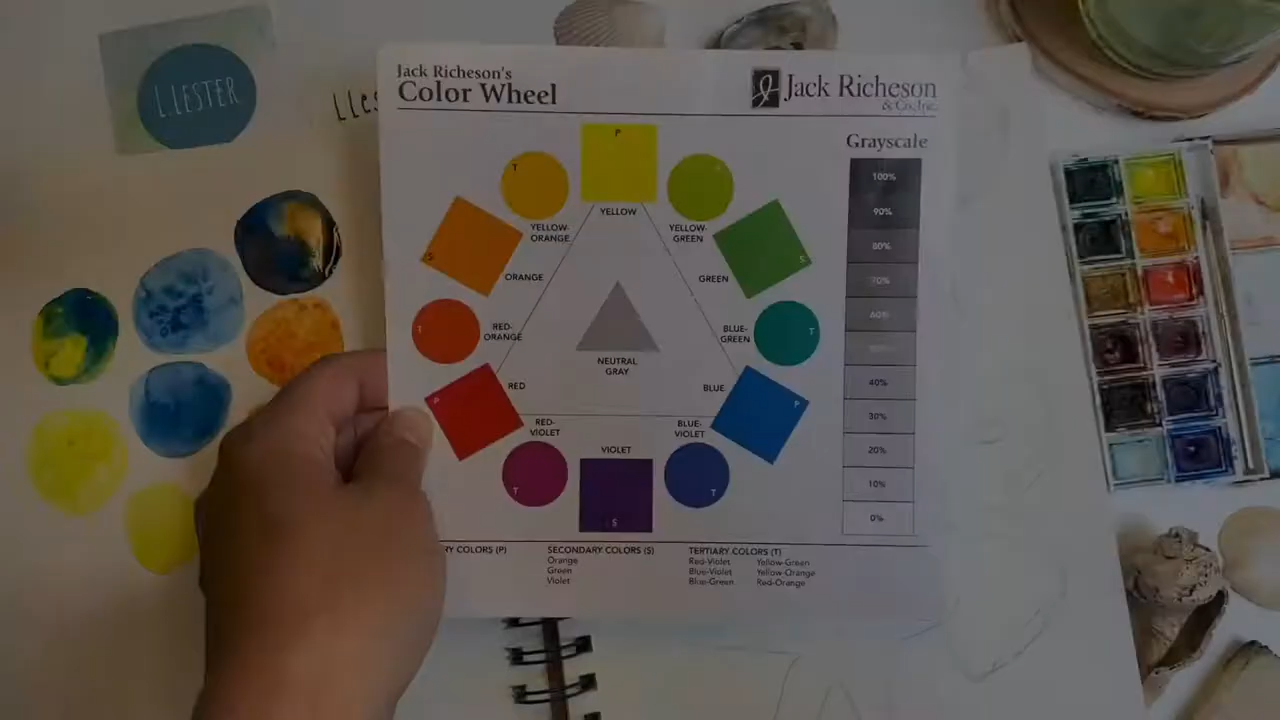 L.LESTER
LLes
Jack Richeson's
Color Wheel
Jack Richeson
& Co., Inc.
Grayscale
P
YELLOW
T
YELLOW-
ORANGE
YELLOW-
GREEN
S
ORANGE
GREEN
S
T
RED-
ORANGE
BLUE-
GREEN
T
NEUTRAL
GRAY
P
RED
BLUE
P
RED-
VIOLET
T
VIOLET
S
BLUE-
VIOLET
T
100%
90%
80%
70%
60%
40%
30%
20%
10%
0%
RY COLORS (P)
SECONDARY COLORS (S)
Orange
Green
Violet
TERTIARY COLORS (T)
Red-Violet Yellow-Green
Blue-Violet Yellow-Orange
Blue-Green Red-Orange